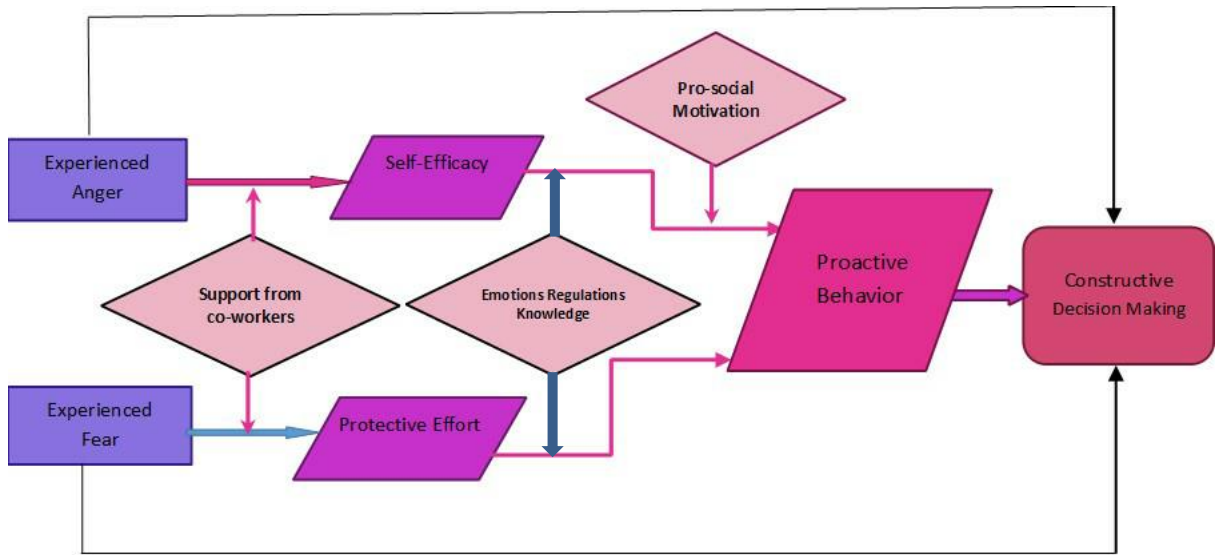 Pro-social
Motivation
Experienced
Anger
Self-Efficacy
Support from
co-workers
Emotions Regulations
Knowledge
Proactive
Behavior
Constructive
Decision Making
Experienced
Fear
Protective Effort